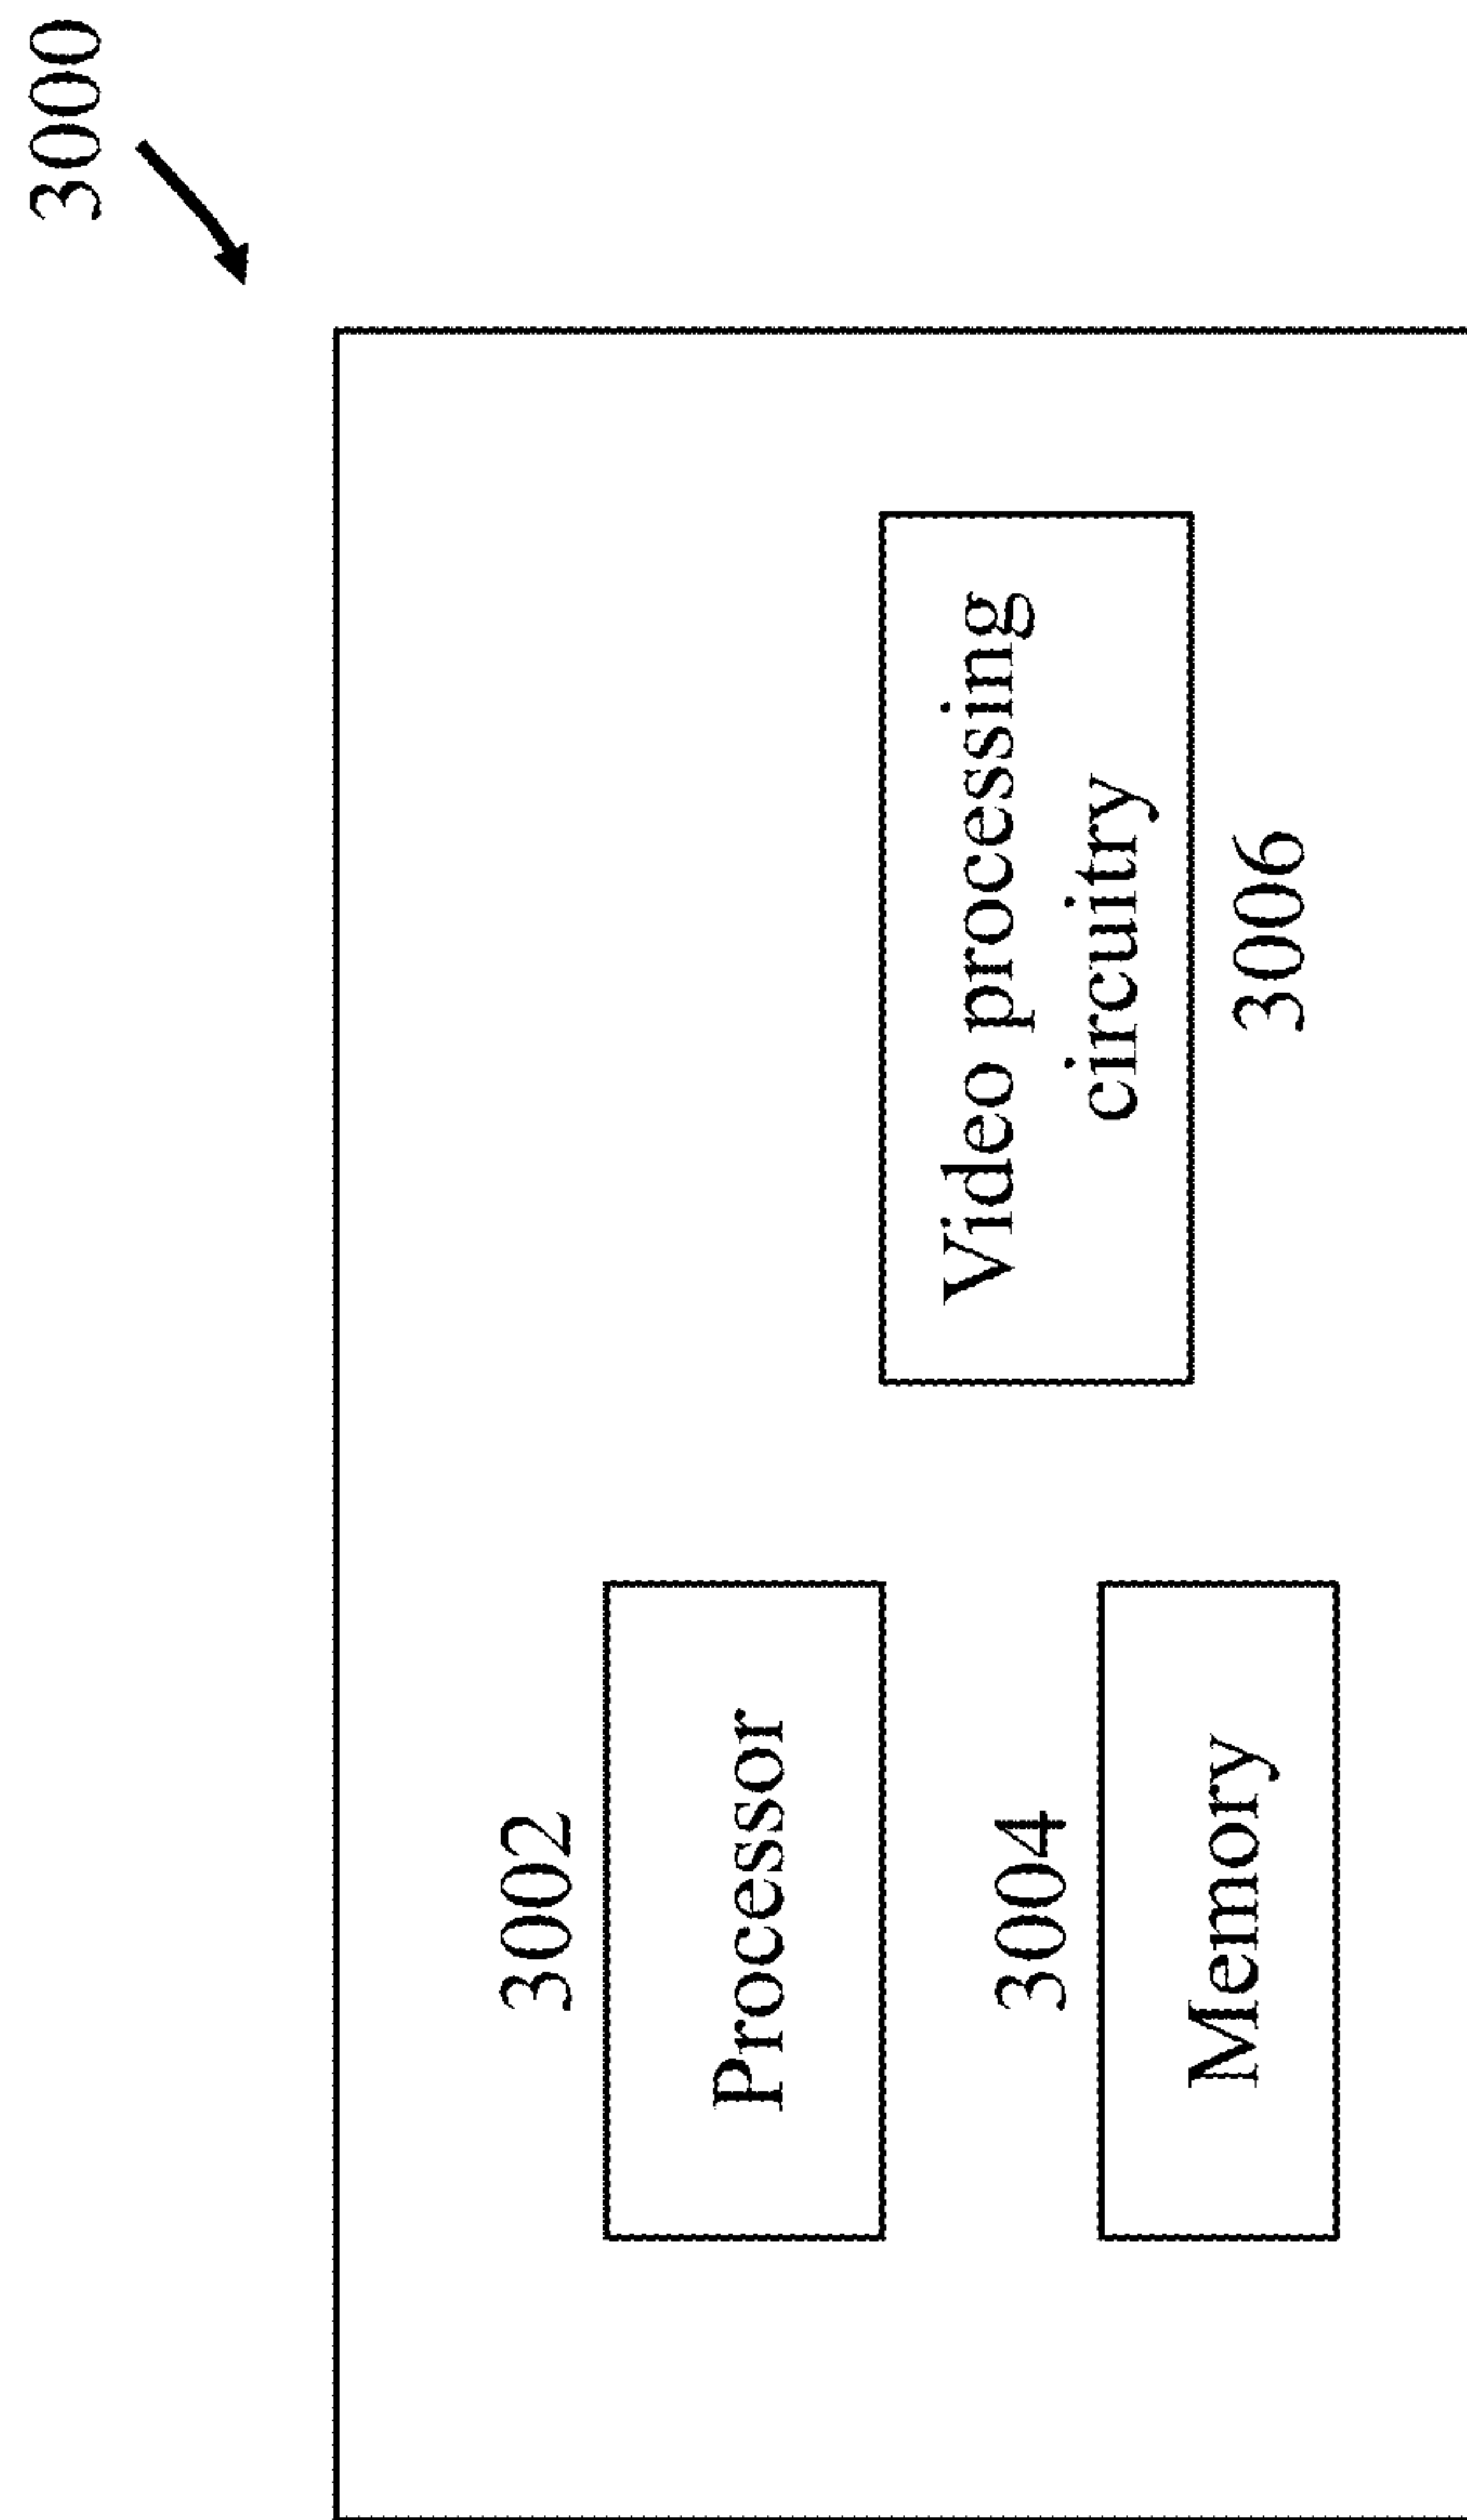 3000
3002
Processor
3004
Memory
Video processing
circuitry
3006